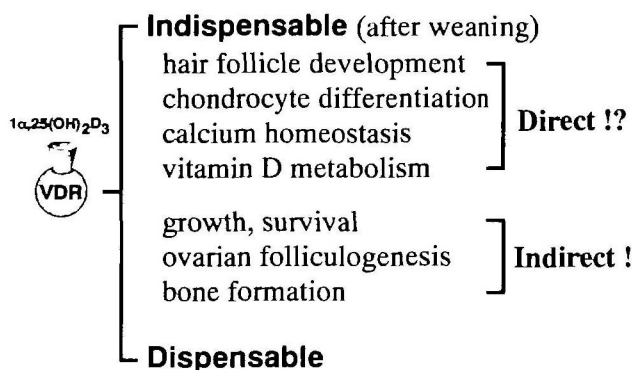 Indispensable (after weaning)
hair follicle development
chondrocyte differentiation
calcium homeostasis
vitamin D metabolism
Direct !?
1α,25(OH)₂D₃
VDR
growth, survival
ovarian folliculogenesis
bone formation
Indirect !
Dispensable